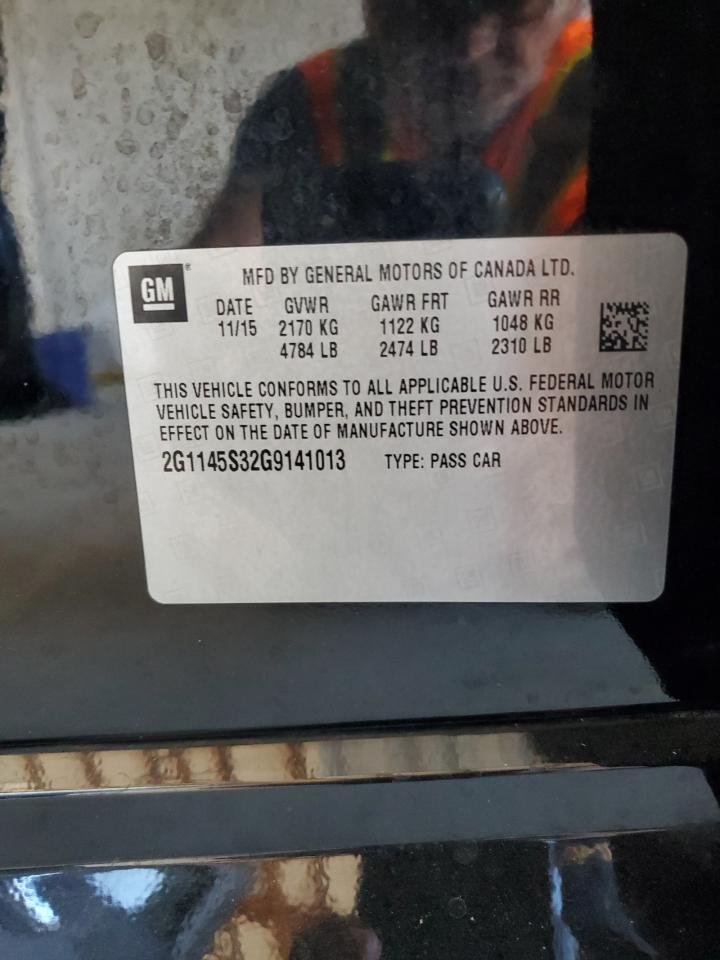 GM®
MFD BY GENERAL MOTORS OF CANADA LTD.
DATE GVWR GAWR FRT GAWR RR
11/15 2170 KG 1122 KG 1048 KG
4784 LB 2474 LB 2310 LB
THIS VEHICLE CONFORMS TO ALL APPLICABLE U.S. FEDERAL MOTOR
VEHICLE SAFETY, BUMPER, AND THEFT PREVENTION STANDARDS IN
EFFECT ON THE DATE OF MANUFACTURE SHOWN ABOVE.
2G1145S32G9141013 TYPE: PASS CAR